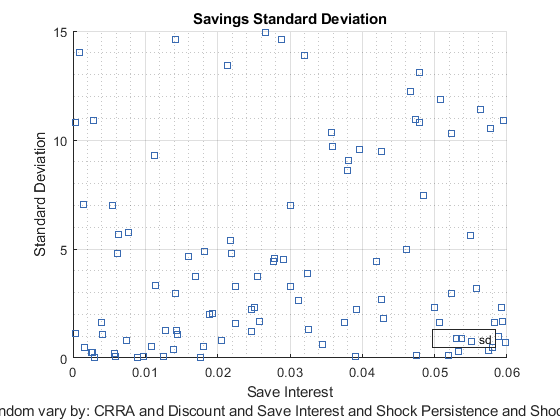 Savings Standard Deviation
15
10
5
0
Standard Deviation
sd
0 0.01 0.02 0.03 0.04 0.05 0.06
Save Interest
ndom vary by: CRRA and Discount and Save Interest and Shock Persistence and Shoc